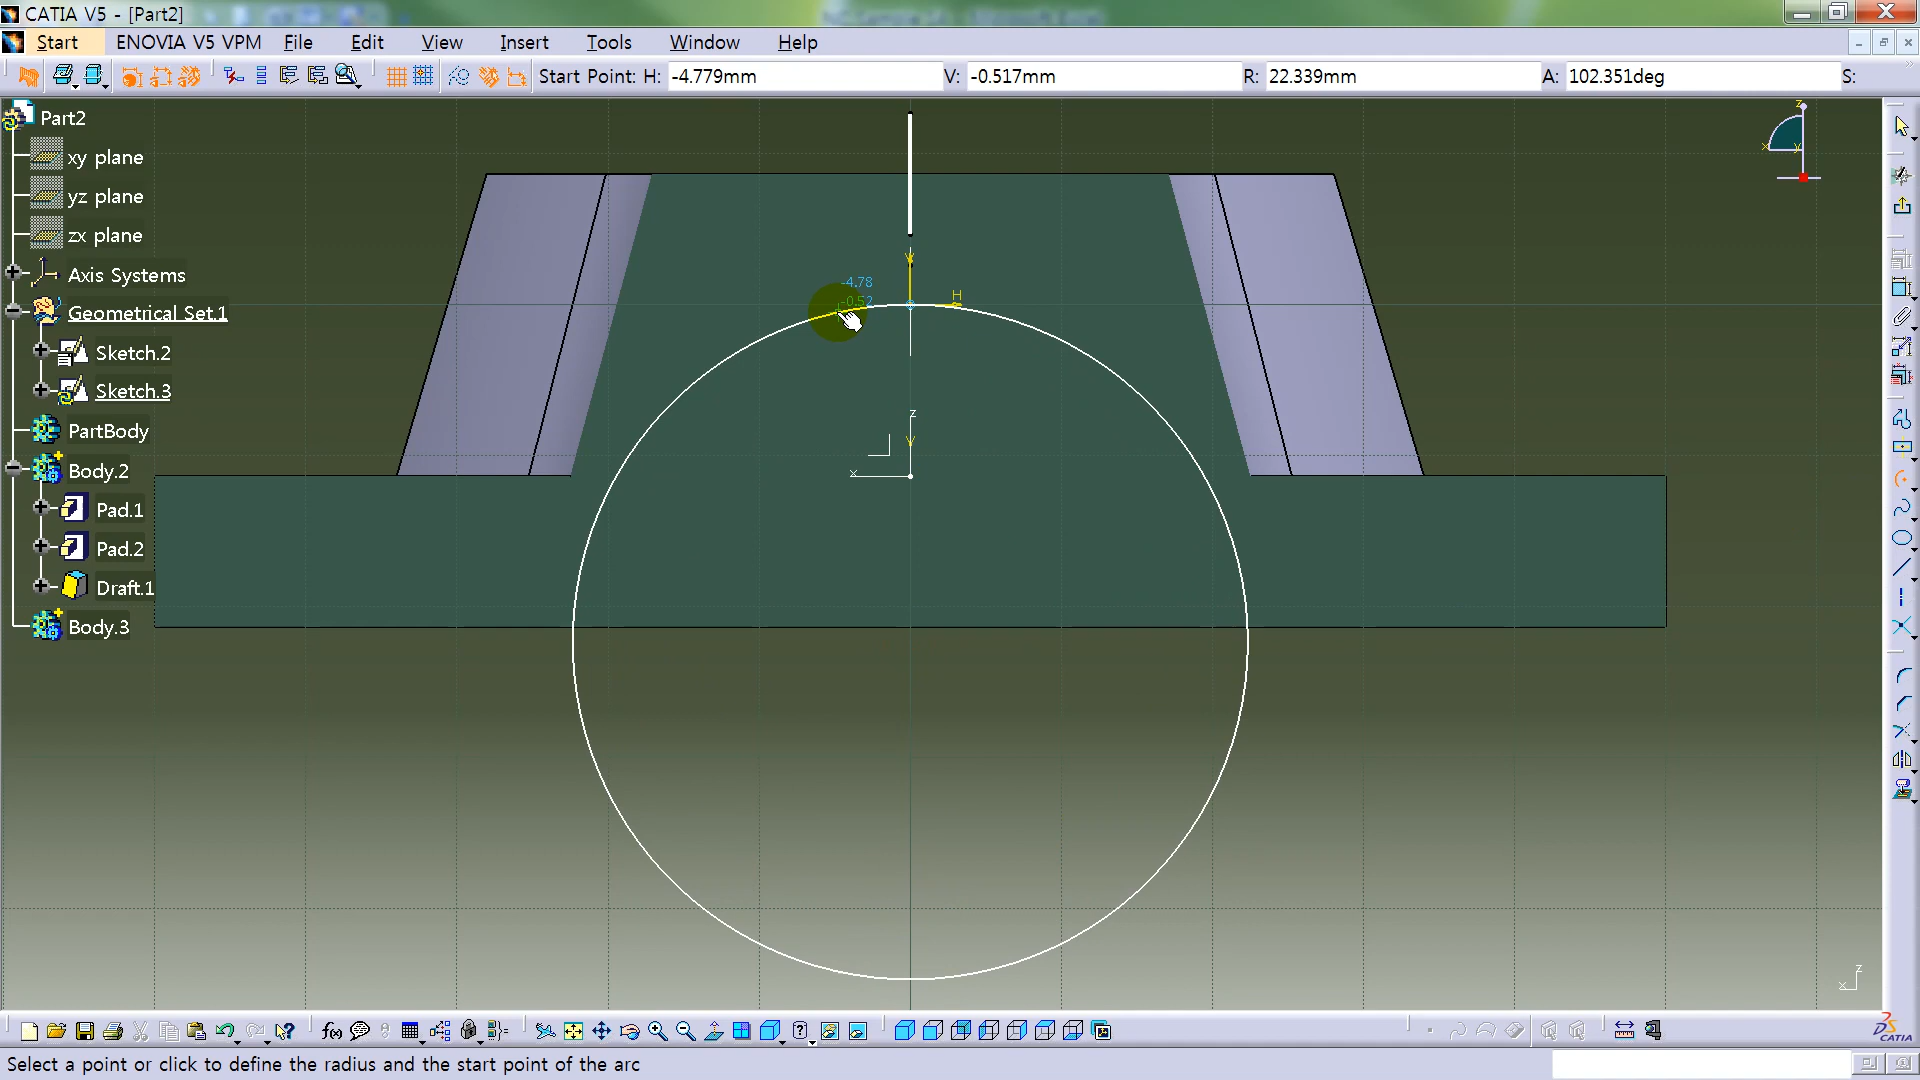 CATIA V5 - [Part2]
Start ENOVIA V5 VPM File Edit View Insert Tools Window Help
Start Point: H: -4.779mm V: -0.517mm R: 22.339mm A: 102.351deg S:
Part2
xy plane
yz plane
zx plane
Axis Systems
Geometrical Set.1
Sketch.2
Sketch.3
PartBody
Body.2
Pad.1
Pad.2
Draft.1
Body.3
-4.78
-0.52
V
H
z
V
x
z
x
y
z
x
f(x)
CATIA
Select a point or click to define the radius and the start point of the arc